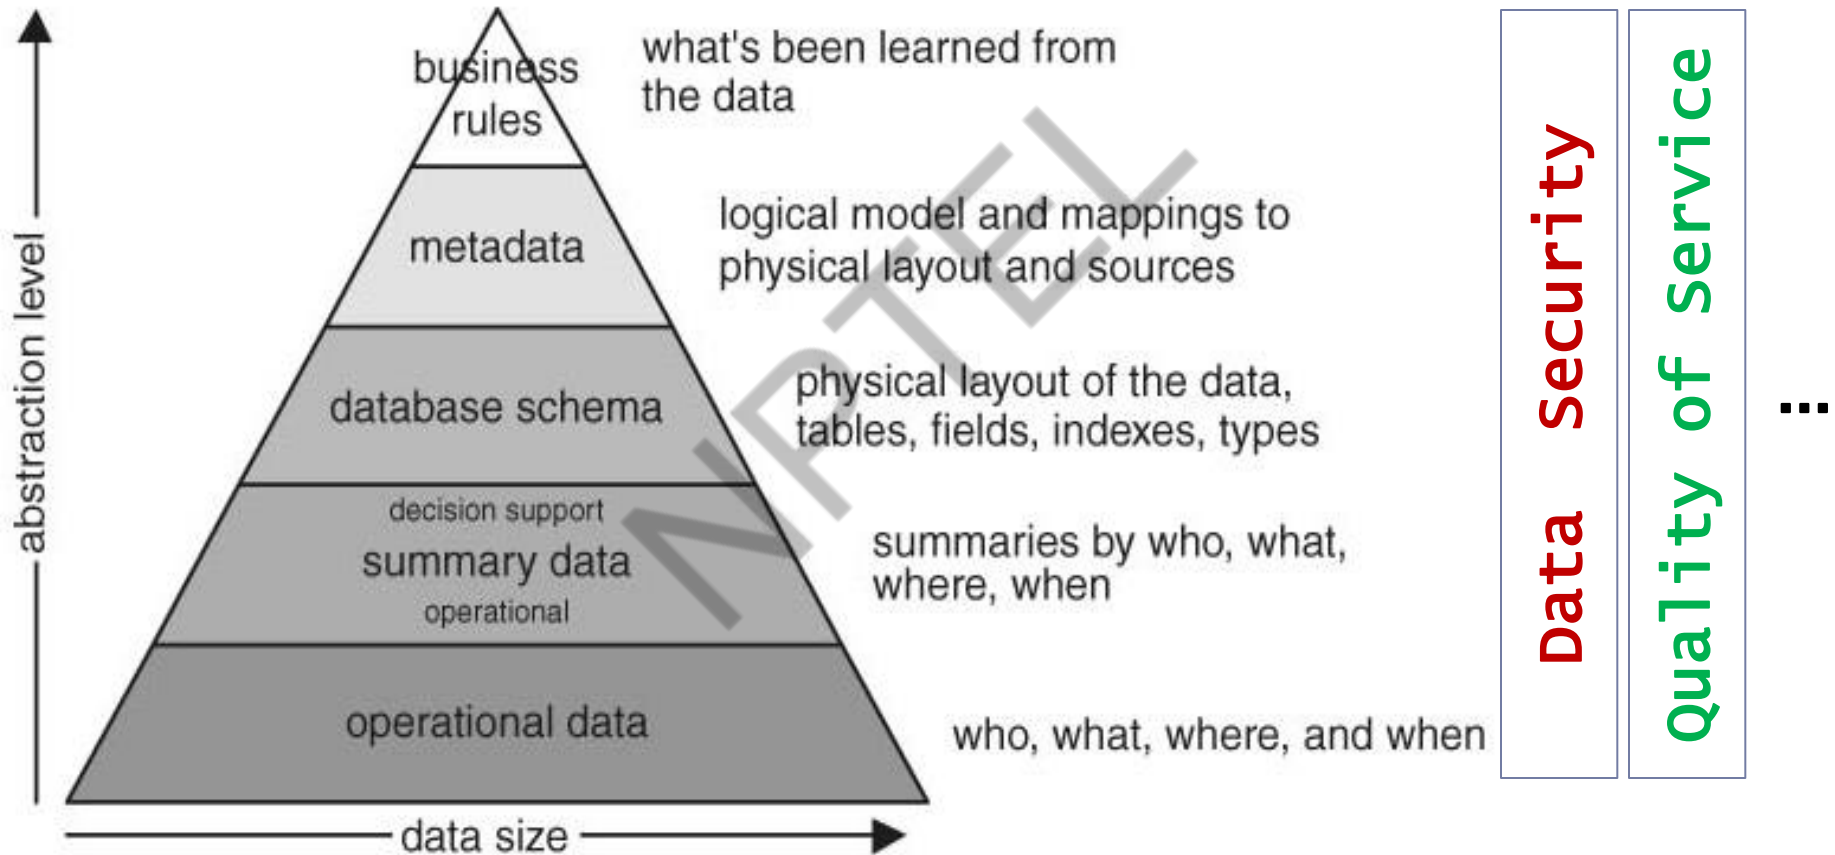 business
rules
what's been learned from
the data
metadata
logical model and mappings to
physical layout and sources
database schema
physical layout of the data,
tables, fields, indexes, types
decision support
summary data
operational
summaries by who, what,
where, when
operational data
who, what, where, and when
abstraction level
data size
Data Security
Quality of Service
...
NPTEL